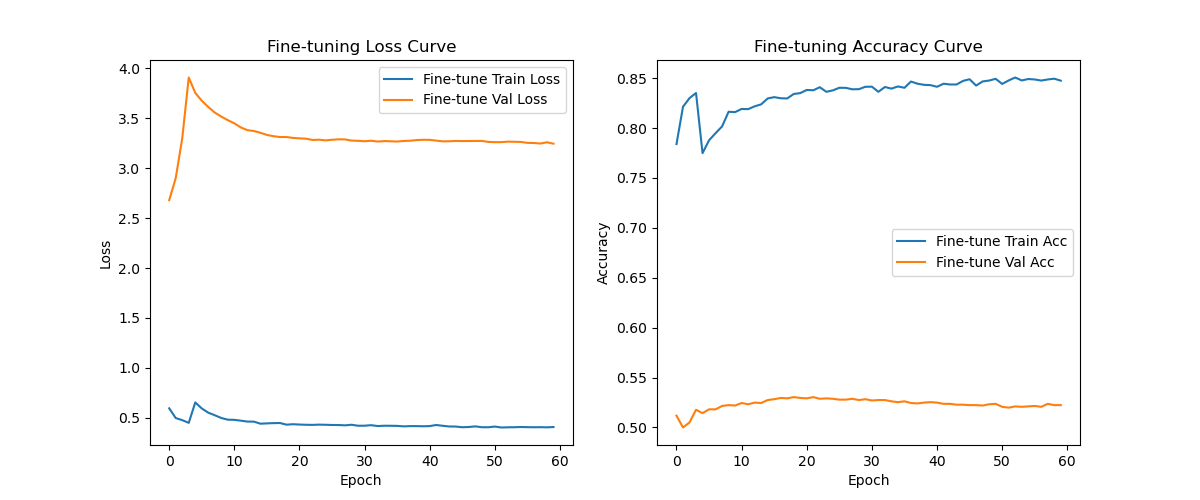 Fine-tuning Loss Curve
4.0
3.5
3.0
2.5
2.0
1.5
1.0
0.5
Loss
Fine-tune Train Loss
Fine-tune Val Loss
0 10 20 30 40 50 60
Epoch
Fine-tuning Accuracy Curve
0.85
0.80
0.75
0.70
0.65
0.60
0.55
0.50
Accuracy
Fine-tune Train Acc
Fine-tune Val Acc
0 10 20 30 40 50 60
Epoch